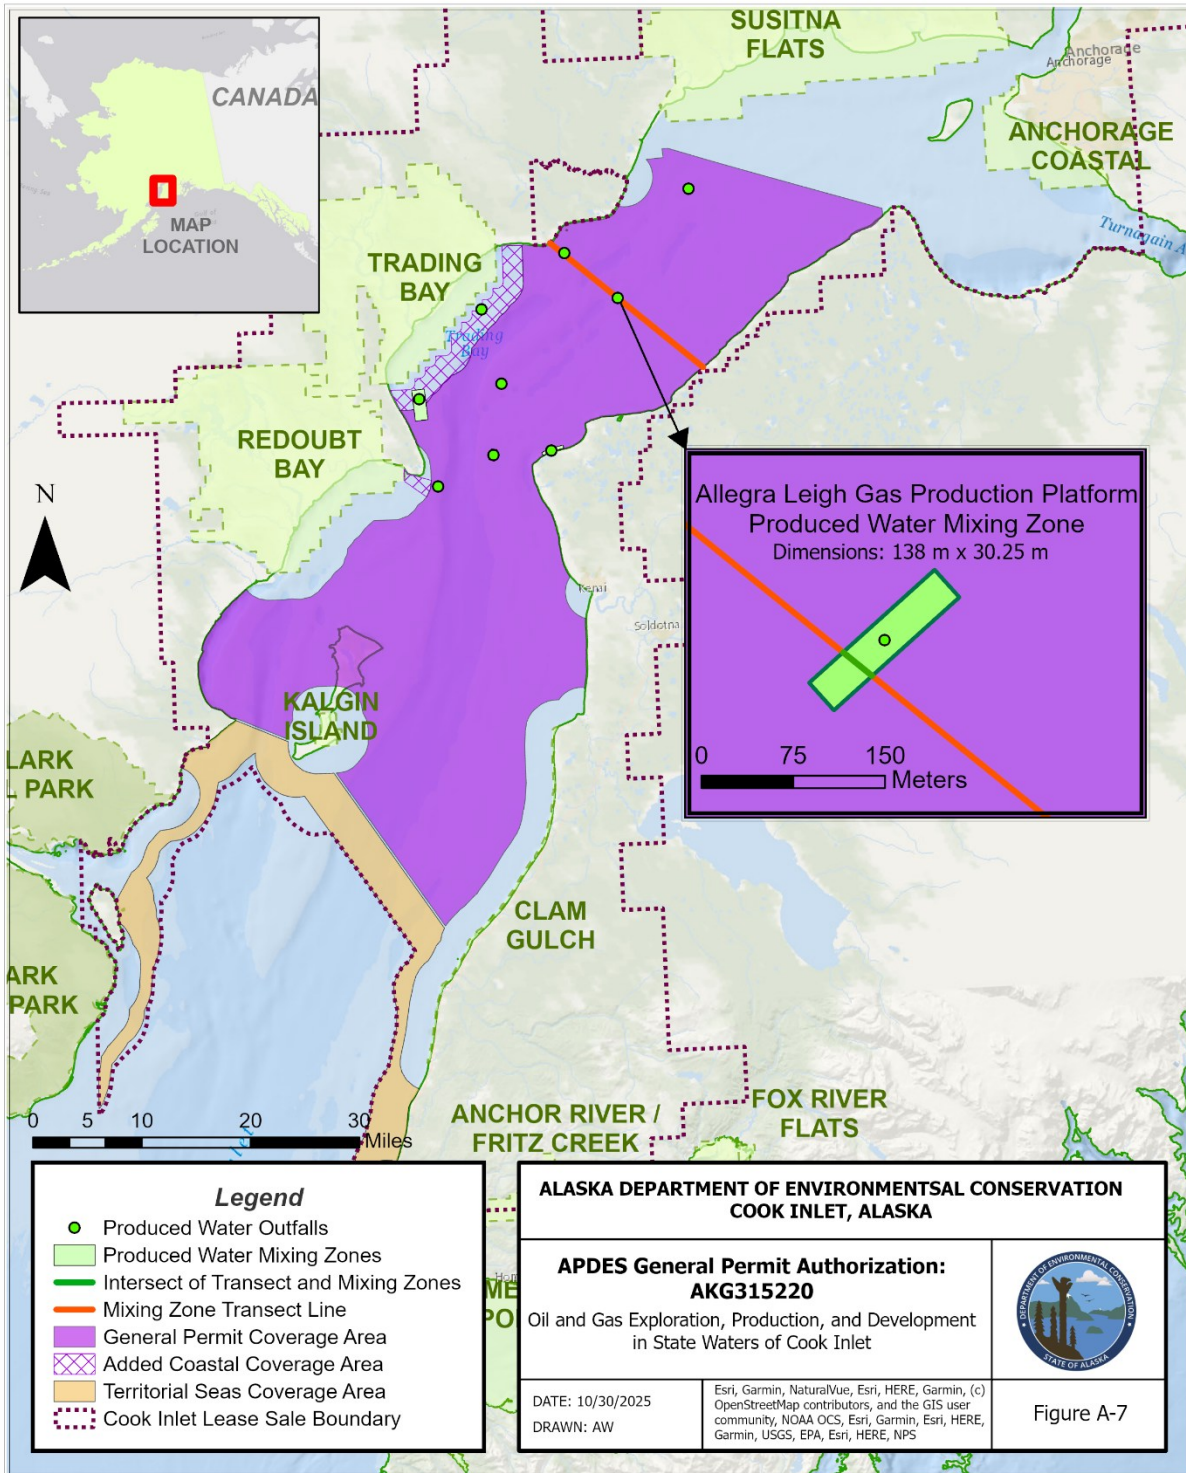 SUSITNA
FLATS
CANADA
MAP
LOCATION
Anchorage
Anchorage
ANCHORAGE
COASTAL
Turnagain A
TRADING
BAY
Trading
Bay
REDOUBT
BAY
N
Allegra Leigh Gas Production Platform
Produced Water Mixing Zone
Dimensions: 138 m x 30.25 m
0 75 150
Meters
Kenai
Soldotna
KALGIN
ISLAND
LARK
L PARK
CLAM
GULCH
ARK
PARK
0 5 10 20 30
Miles
ANCHOR RIVER /
FRITZ CREEK
FOX RIVER
FLATS
Legend
Produced Water Outfalls
Produced Water Mixing Zones
Intersect of Transect and Mixing Zones
Mixing Zone Transect Line
General Permit Coverage Area
Added Coastal Coverage Area
Territorial Seas Coverage Area
Cook Inlet Lease Sale Boundary
ALASKA DEPARTMENT OF ENVIRONMENTSAL CONSERVATION
COOK INLET, ALASKA
APDES General Permit Authorization:
AKG315220
Oil and Gas Exploration, Production, and Development
in State Waters of Cook Inlet
DEPARTMENT OF ENVIRONMENTAL CONSERVATION
STATE OF ALASKA
DATE: 10/30/2025
DRAWN: AW
Esri, Garmin, NaturalVue, Esri, HERE, Garmin, (c)
OpenStreetMap contributors, and the GIS user
community, NOAA OCS, Esri, Garmin, Esri, HERE,
Garmin, USGS, EPA, Esri, HERE, NPS
Figure A-7